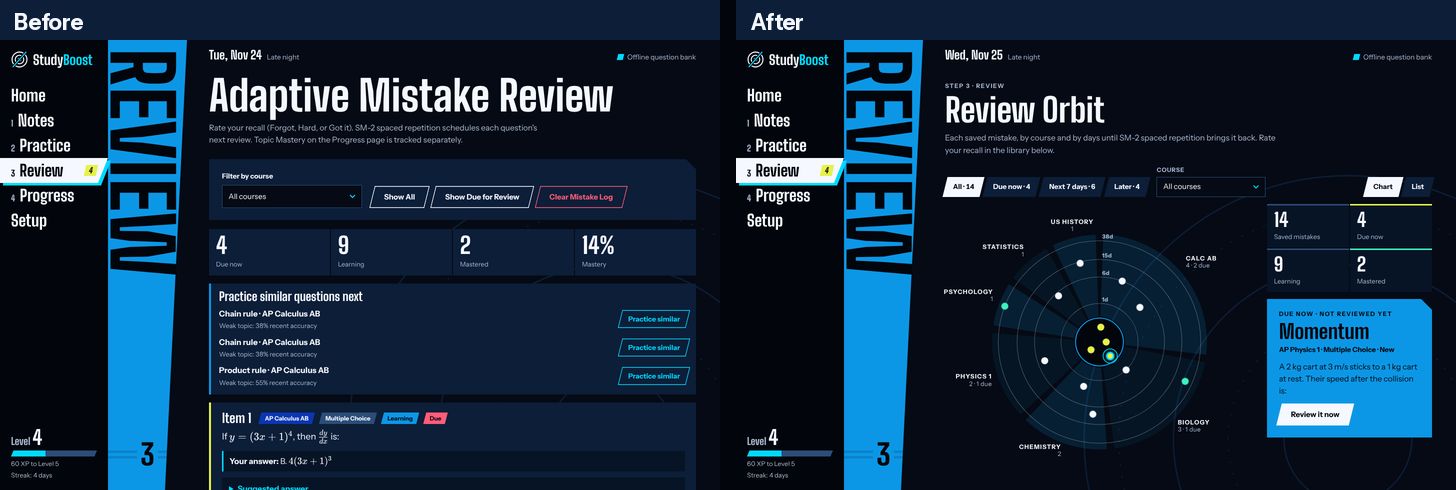 Before
StudyBoost
Home
1 Notes
2 Practice
3 Review 4
4 Progress
Setup
Level 4
60 XP to Level 5
Streak: 4 days
REVIEW
3
Tue, Nov 24 Late night
Offline question bank
Adaptive Mistake Review
Rate your recall (Forgot, Hard, or Got it). SM-2 spaced repetition schedules each question's
next review. Topic Mastery on the Progress page is tracked separately.
Filter by course
All courses
Show All
Show Due for Review
Clear Mistake Log
4
Due now
9
Learning
2
Mastered
14%
Mastery
Practice similar questions next
Chain rule · AP Calculus AB
Weak topic: 38% recent accuracy
Practice similar
Chain rule · AP Calculus AB
Weak topic: 38% recent accuracy
Practice similar
Product rule · AP Calculus AB
Weak topic: 55% recent accuracy
Practice similar
Item 1 AP Calculus AB Multiple Choice Learning Due
If y = (3x + 1)⁴, then dy/dx is:
Your answer: B. 4(3x + 1)³
Suggested answer
After
StudyBoost
Home
1 Notes
2 Practice
3 Review 4
4 Progress
Setup
Level 4
60 XP to Level 5
Streak: 4 days
REVIEW
3
Wed, Nov 25 Late night
Offline question bank
STEP 3 · REVIEW
Review Orbit
Each saved mistake, by course and by days until SM-2 spaced repetition brings it back. Rate
your recall in the library below.
All · 14
Due now · 4
Next 7 days · 6
Later · 4
COURSE
All courses
Chart
List
US HISTORY
1
STATISTICS
1
PSYCHOLOGY
1
PHYSICS 1
2 · 1 due
CHEMISTRY
2
BIOLOGY
3 · 1 due
CALC AB
4 · 2 due
38d
15d
6d
1d
14
Saved mistakes
4
Due now
9
Learning
2
Mastered
DUE NOW · NOT REVIEWED YET
Momentum
AP Physics 1 · Multiple Choice · New
A 2 kg cart at 3 m/s sticks to a 1 kg cart
at rest. Their speed after the collision
is:
Review it now